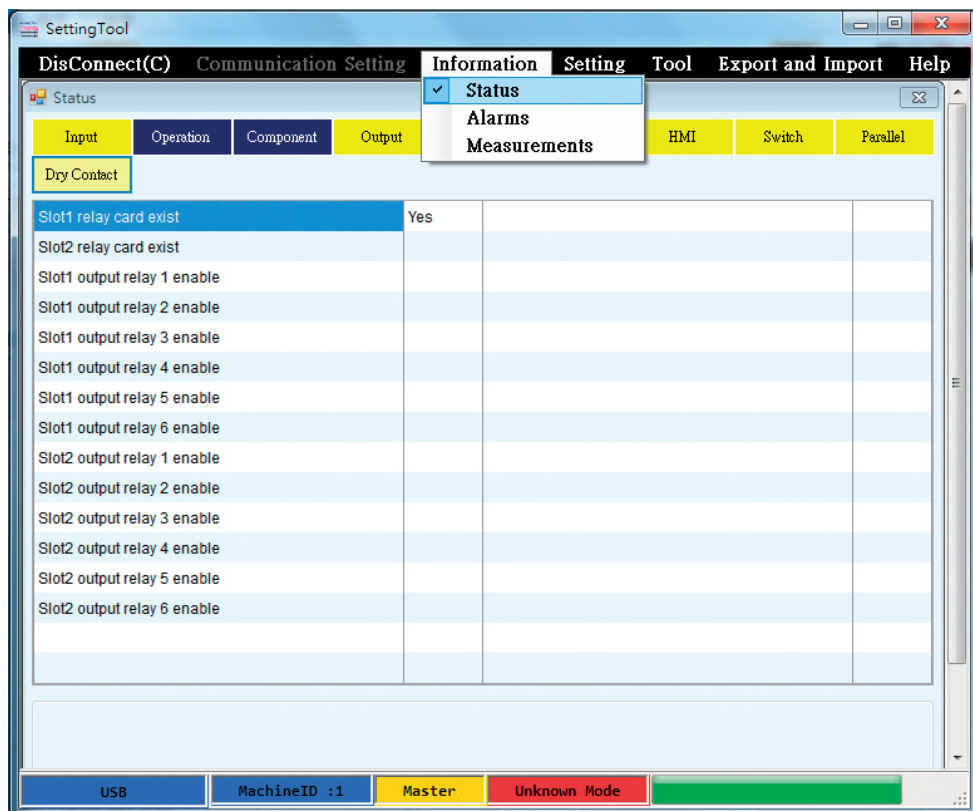 SettingTool
DisConnect(C) Communication Setting Information Setting Tool Export and Import Help
Status
Status
Alarms
Measurements
Input Operation Component Output HMI Switch Parallel
Dry Contact
Slot1 relay card exist Yes
Slot2 relay card exist
Slot1 output relay 1 enable
Slot1 output relay 2 enable
Slot1 output relay 3 enable
Slot1 output relay 4 enable
Slot1 output relay 5 enable
Slot1 output relay 6 enable
Slot2 output relay 1 enable
Slot2 output relay 2 enable
Slot2 output relay 3 enable
Slot2 output relay 4 enable
Slot2 output relay 5 enable
Slot2 output relay 6 enable
USB MachineID :1 Master Unknown Mode